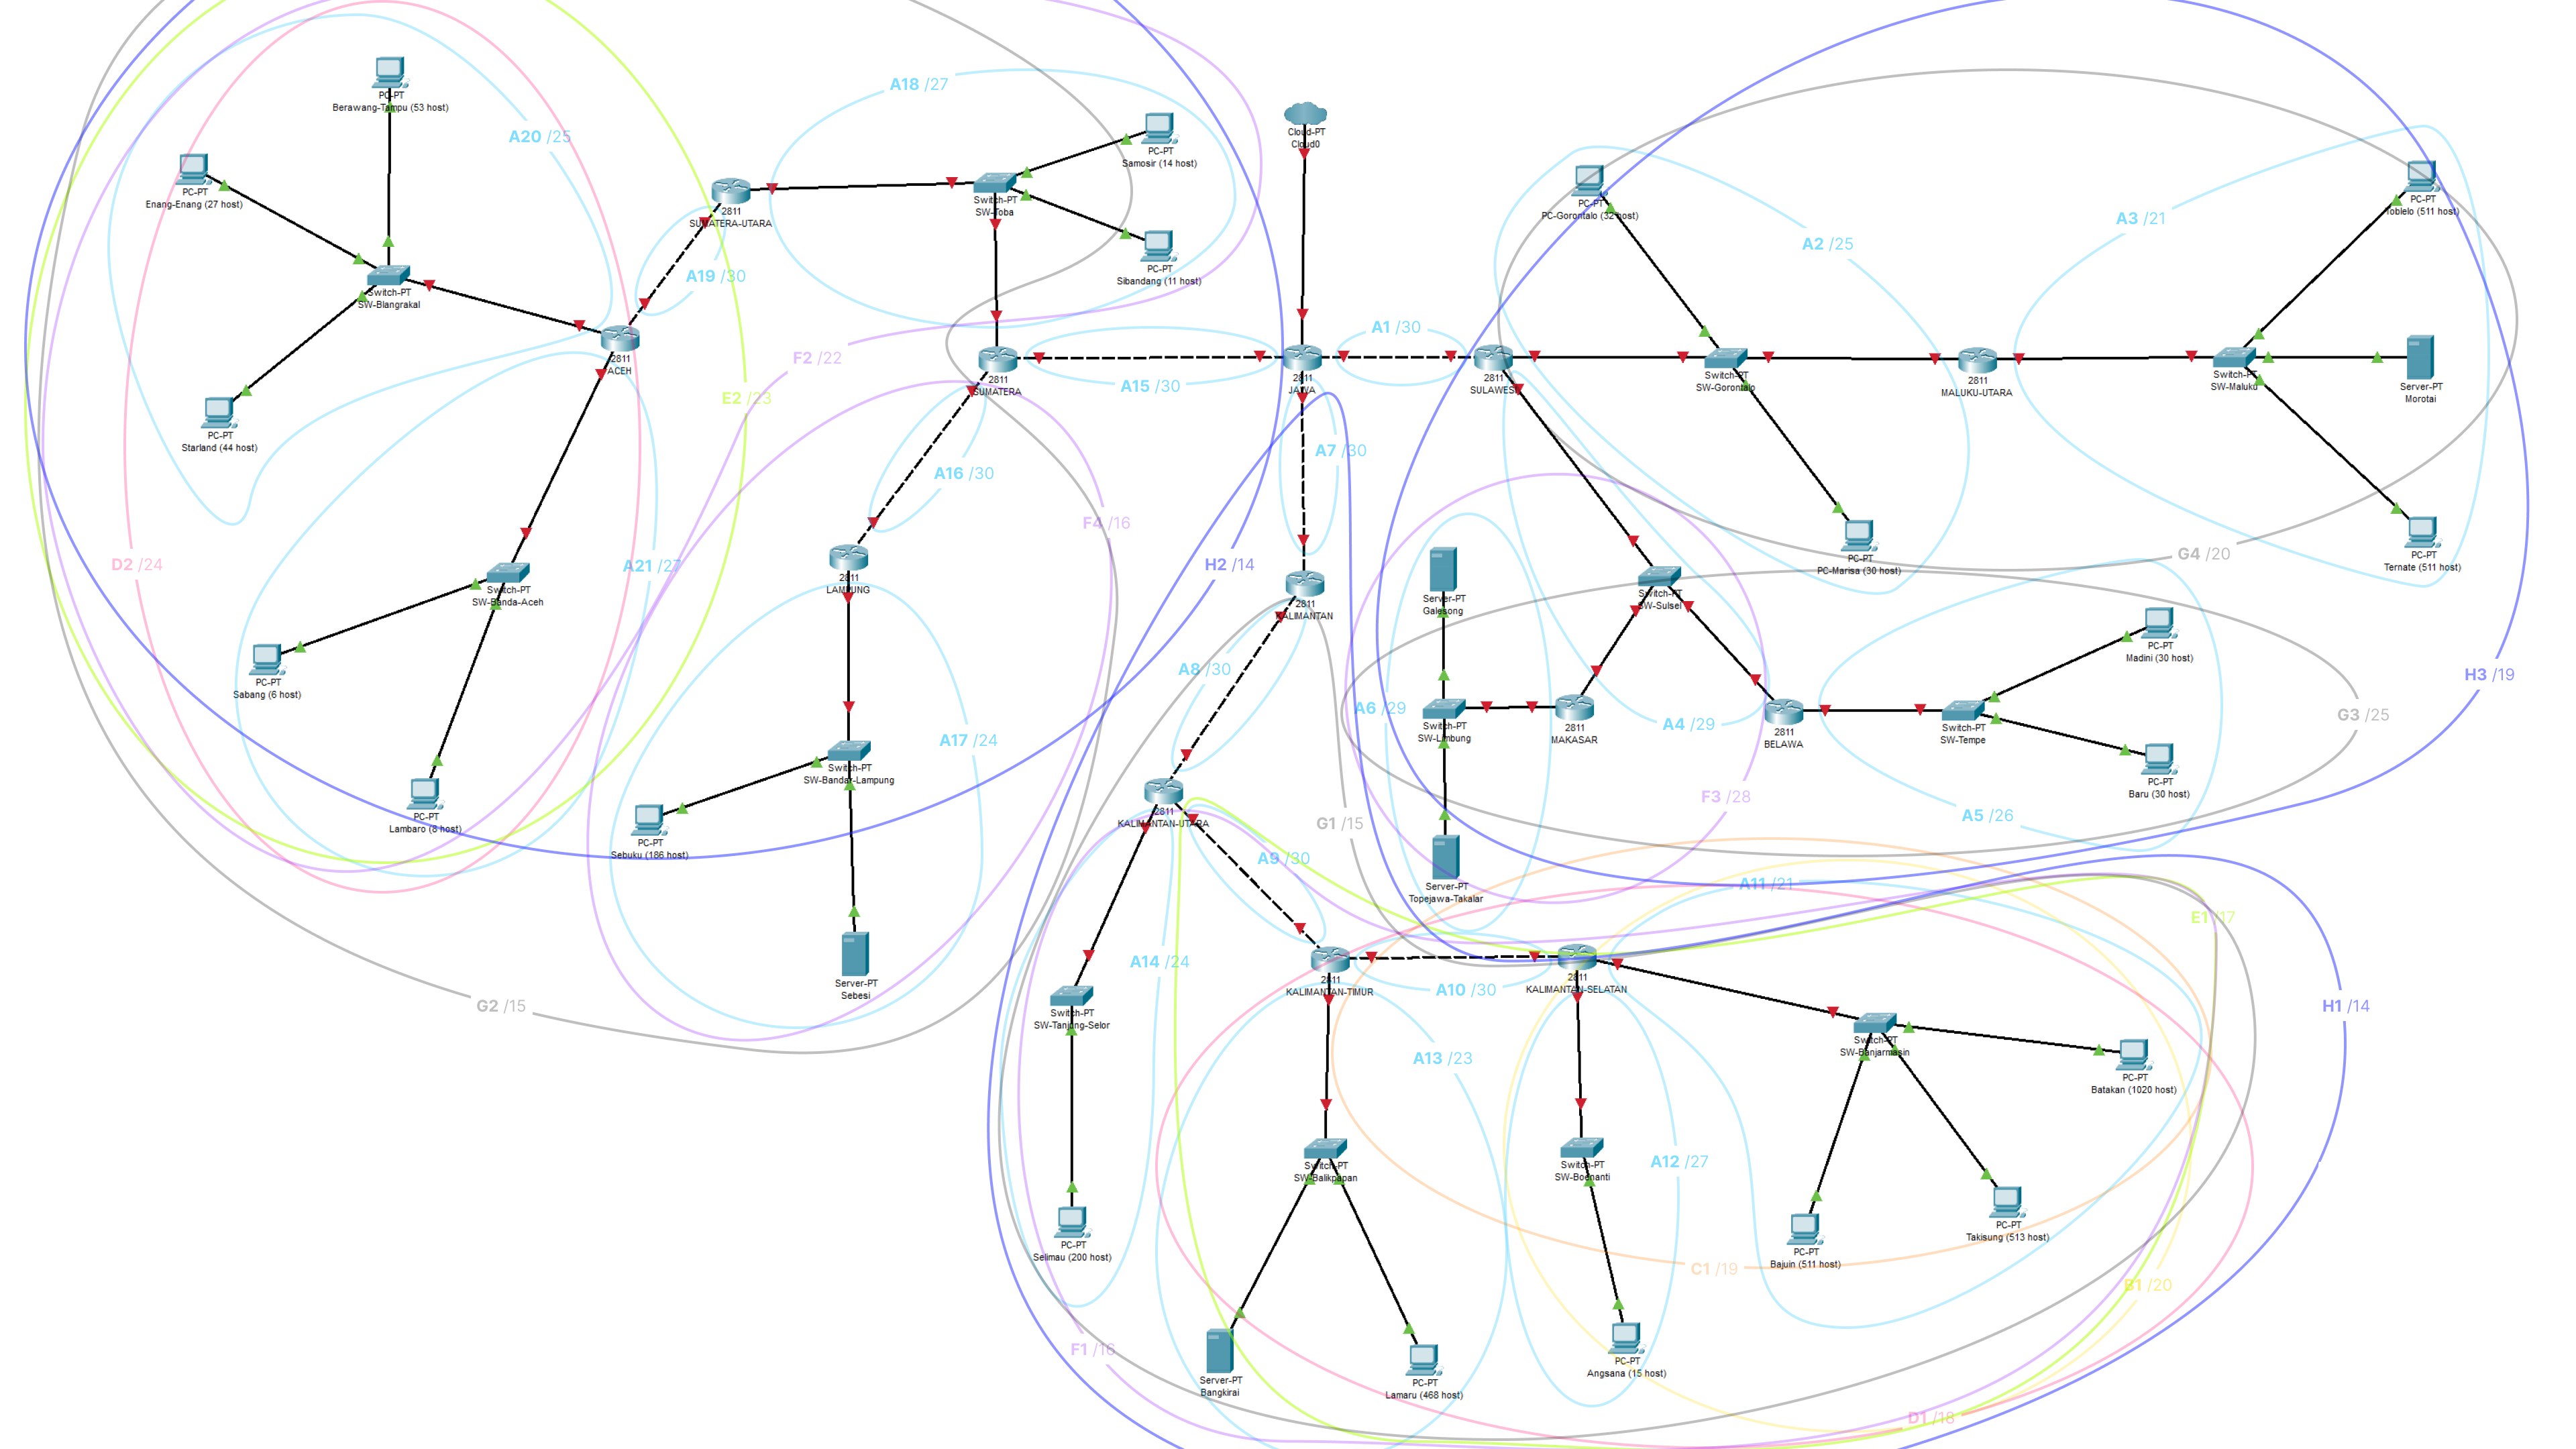 A18 /27
PC-PT
Berawang-Tampu (53 host)
A20 /25
Cloud-PT
Cloud0
PC-PT
Samosir (14 host)
PC-PT
Enang-Enang (27 host)
2811
SUMATERA-UTARA
Switch-PT
SW-Toba
PC-PT
PC-Gorontalo (32 host)
PC-PT
Toblelo (511 host)
A3 /21
A2 /25
A19 /30
PC-PT
Sibandang (11 host)
Switch-PT
SW-Blangrakal
A1 /30
2811
ACEH
F2 /22
2811
SUMATERA
A15 /30
2811
JAWA
2811
SULAWESI
Switch-PT
SW-Gorontalo
2811
MALUKU-UTARA
Switch-PT
SW-Maluku
Server-PT
Morotai
E2 /23
PC-PT
Starland (44 host)
A16 /30
A7 /30
F4 /16
D2 /24
A21 /27
H2 /14
G4 /20
PC-PT
PC-Marisa (30 host)
PC-PT
Ternate (511 host)
2811
LAMPUNG
Switch-PT
SW-Banda-Aceh
2811
KALIMANTAN
Server-PT
Galesong
Switch-PT
SW-Sulsel
PC-PT
Madini (30 host)
A8 /30
H3 /19
PC-PT
Sabang (6 host)
A6 /29
A4 /29
G3 /25
Switch-PT
SW-Limbung
2811
MAKASAR
2811
BELAWA
Switch-PT
SW-Tempe
A17 /24
Switch-PT
SW-Bandar-Lampung
PC-PT
Baru (30 host)
F3 /28
PC-PT
Lambaro (8 host)
2811
KALIMANTAN-UTARA
G1 /15
A5 /26
PC-PT
Sebuku (186 host)
A9 /30
Server-PT
Topejawa-Takalar
A11 /21
E1 /17
A14 /24
Server-PT
Sebesi
2811
KALIMANTAN-TIMUR
A10 /30
2811
KALIMANTAN-SELATAN
G2 /15
H1 /14
Switch-PT
SW-Tanjung-Selor
Switch-PT
SW-Banjarmasin
A13 /23
PC-PT
Batakan (1020 host)
Switch-PT
SW-Balikpapan
Switch-PT
SW-Boenanti
A12 /27
PC-PT
Selimau (200 host)
PC-PT
Bajuin (511 host)
PC-PT
Takisung (513 host)
C1 /19
B1 /20
F1 /16
Server-PT
Bangkirai
PC-PT
Lamaru (468 host)
PC-PT
Angsana (15 host)
D1 /18